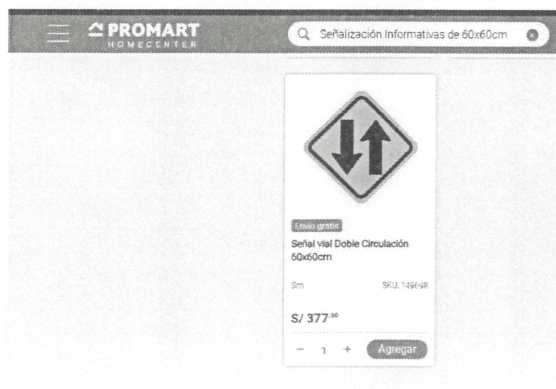 PROMART
HOMECENTER
Señalización Informativas de 60x60cm
Envío gratis
Señal vial Doble Circulación
60x60cm
Sm
SKU: 149698
S/ 377.90
− 1 +
Agregar